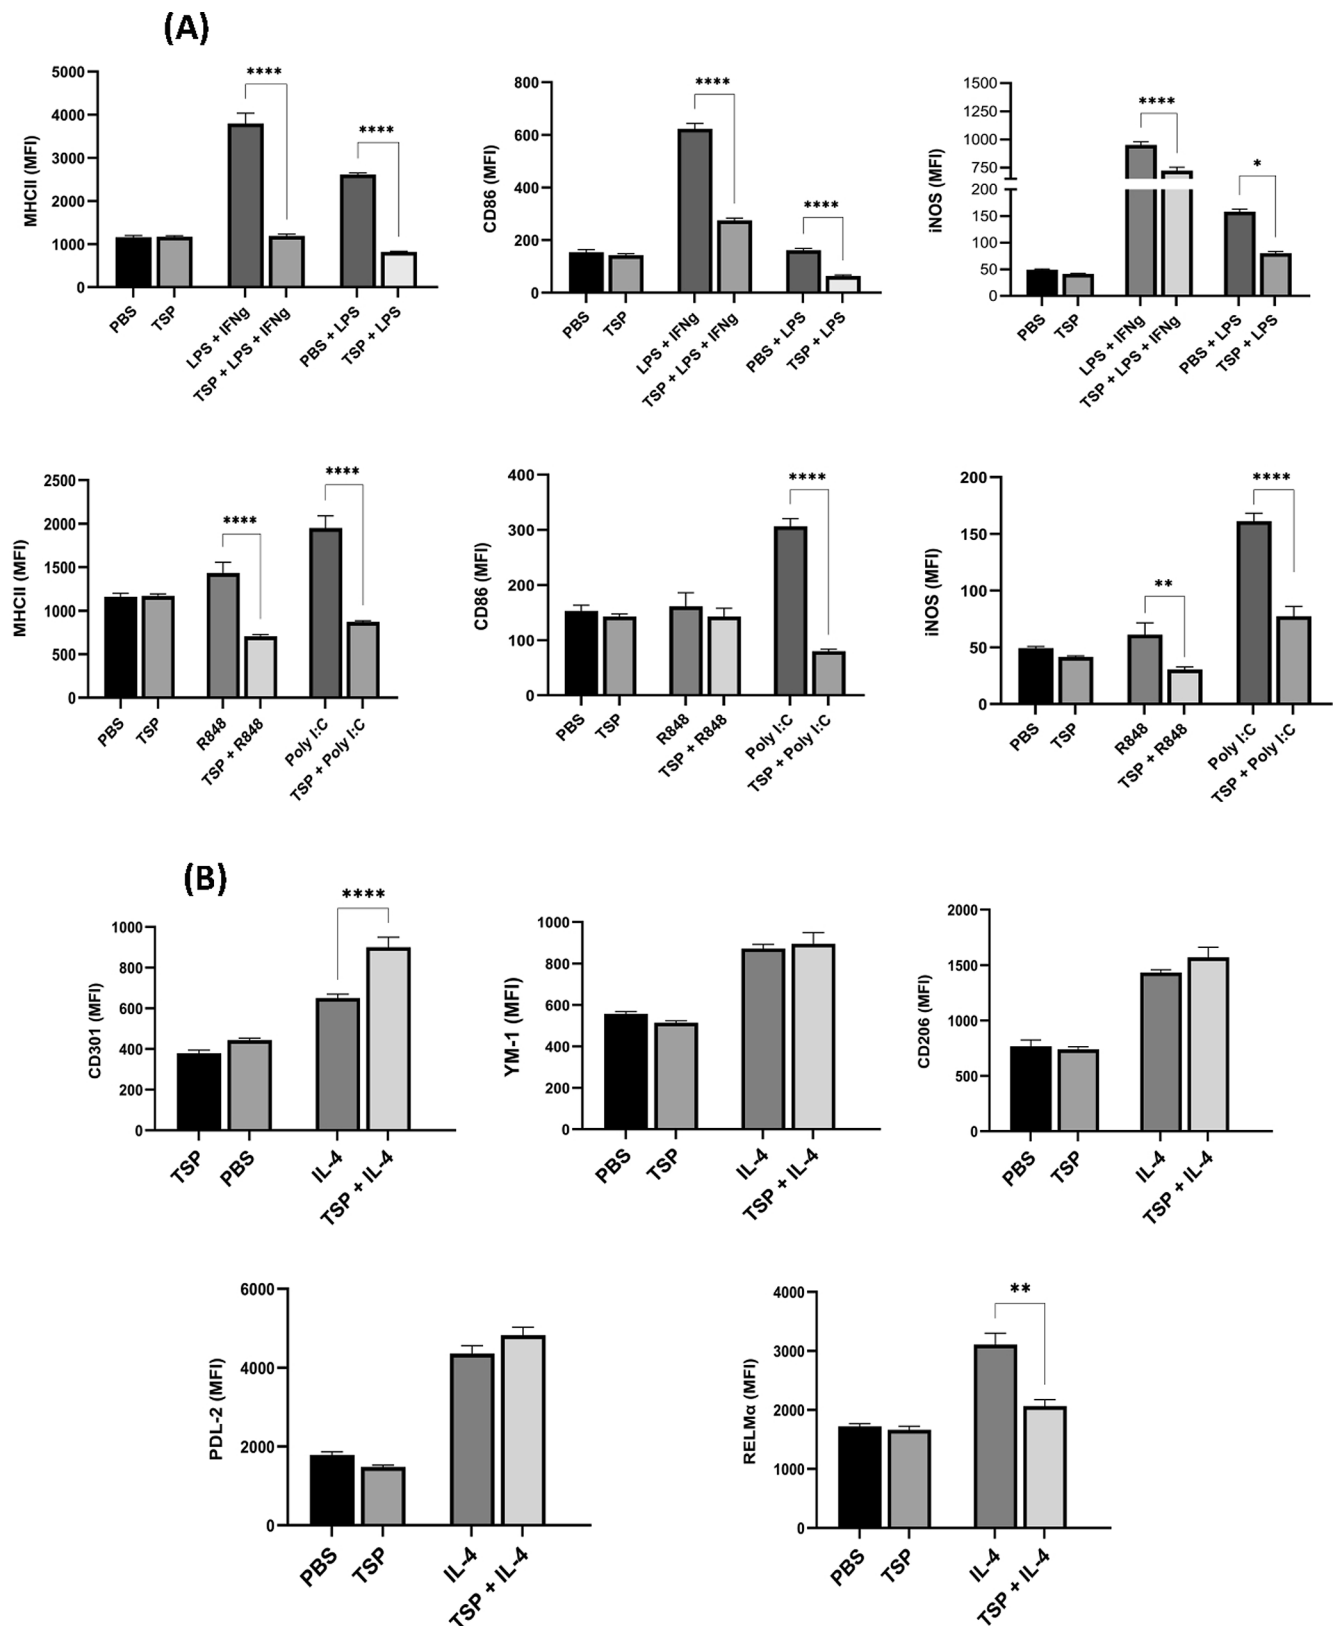 (A)
MHCII (MFI)
5000
4000
3000
2000
1000
0
****
****
PBS
TSP
LPS + IFNg
TSP + LPS + IFNg
PBS + LPS
TSP + LPS
CD86 (MFI)
800
600
400
200
0
****
****
PBS
TSP
LPS + IFNg
TSP + LPS + IFNg
PBS + LPS
TSP + LPS
iNOS (MFI)
1500
1250
1000
750
200
150
100
50
0
****
*
PBS
TSP
LPS + IFNg
TSP + LPS + IFNg
PBS + LPS
TSP + LPS
MHCII (MFI)
2500
2000
1500
1000
500
0
****
****
PBS
TSP
R848
TSP + R848
Poly I:C
TSP + Poly I:C
CD86 (MFI)
400
300
200
100
0
****
PBS
TSP
R848
TSP + R848
Poly I:C
TSP + Poly I:C
iNOS (MFI)
200
150
100
50
0
**
****
PBS
TSP
R848
TSP + R848
Poly I:C
TSP + Poly I:C
(B)
CD301 (MFI)
1000
800
600
400
200
0
****
TSP
PBS
IL-4
TSP + IL-4
YM-1 (MFI)
1000
800
600
400
200
0
PBS
TSP
IL-4
TSP + IL-4
CD206 (MFI)
2000
1500
1000
500
0
PBS
TSP
IL-4
TSP + IL-4
PDL-2 (MFI)
6000
4000
2000
0
PBS
TSP
IL-4
TSP + IL-4
RELMα (MFI)
4000
3000
2000
1000
0
**
PBS
TSP
IL-4
TSP + IL-4